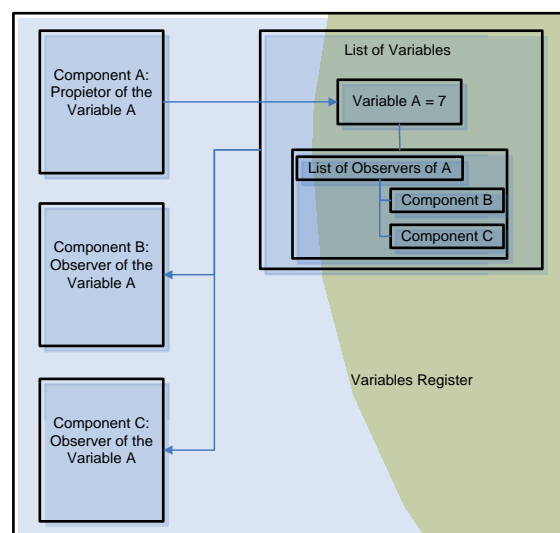 Component A:
Propietor of the
Variable A
List of Variables
Variable A = 7
List of Observers of A
Component B
Component C
Component B:
Observer of the
Variable A
Variables Register
Component C:
Observer of the
Variable A